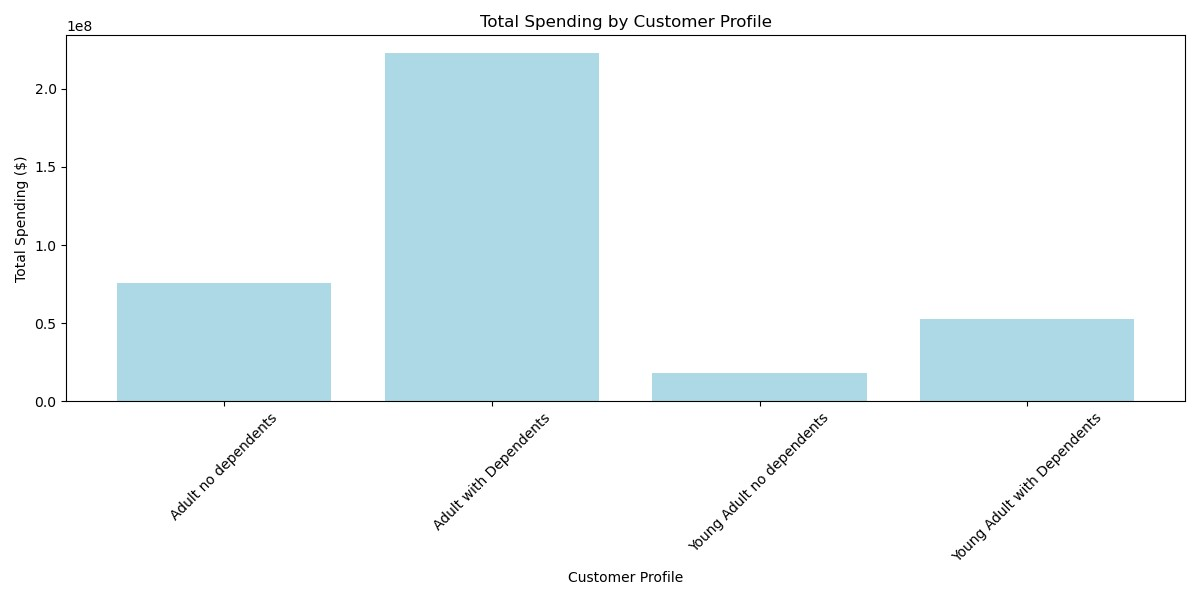 Total Spending by Customer Profile
1e8
Total Spending ($)
2.0
1.5
1.0
0.5
0.0
Adult no dependents
Adult with Dependents
Young Adult no dependents
Young Adult with Dependents
Customer Profile